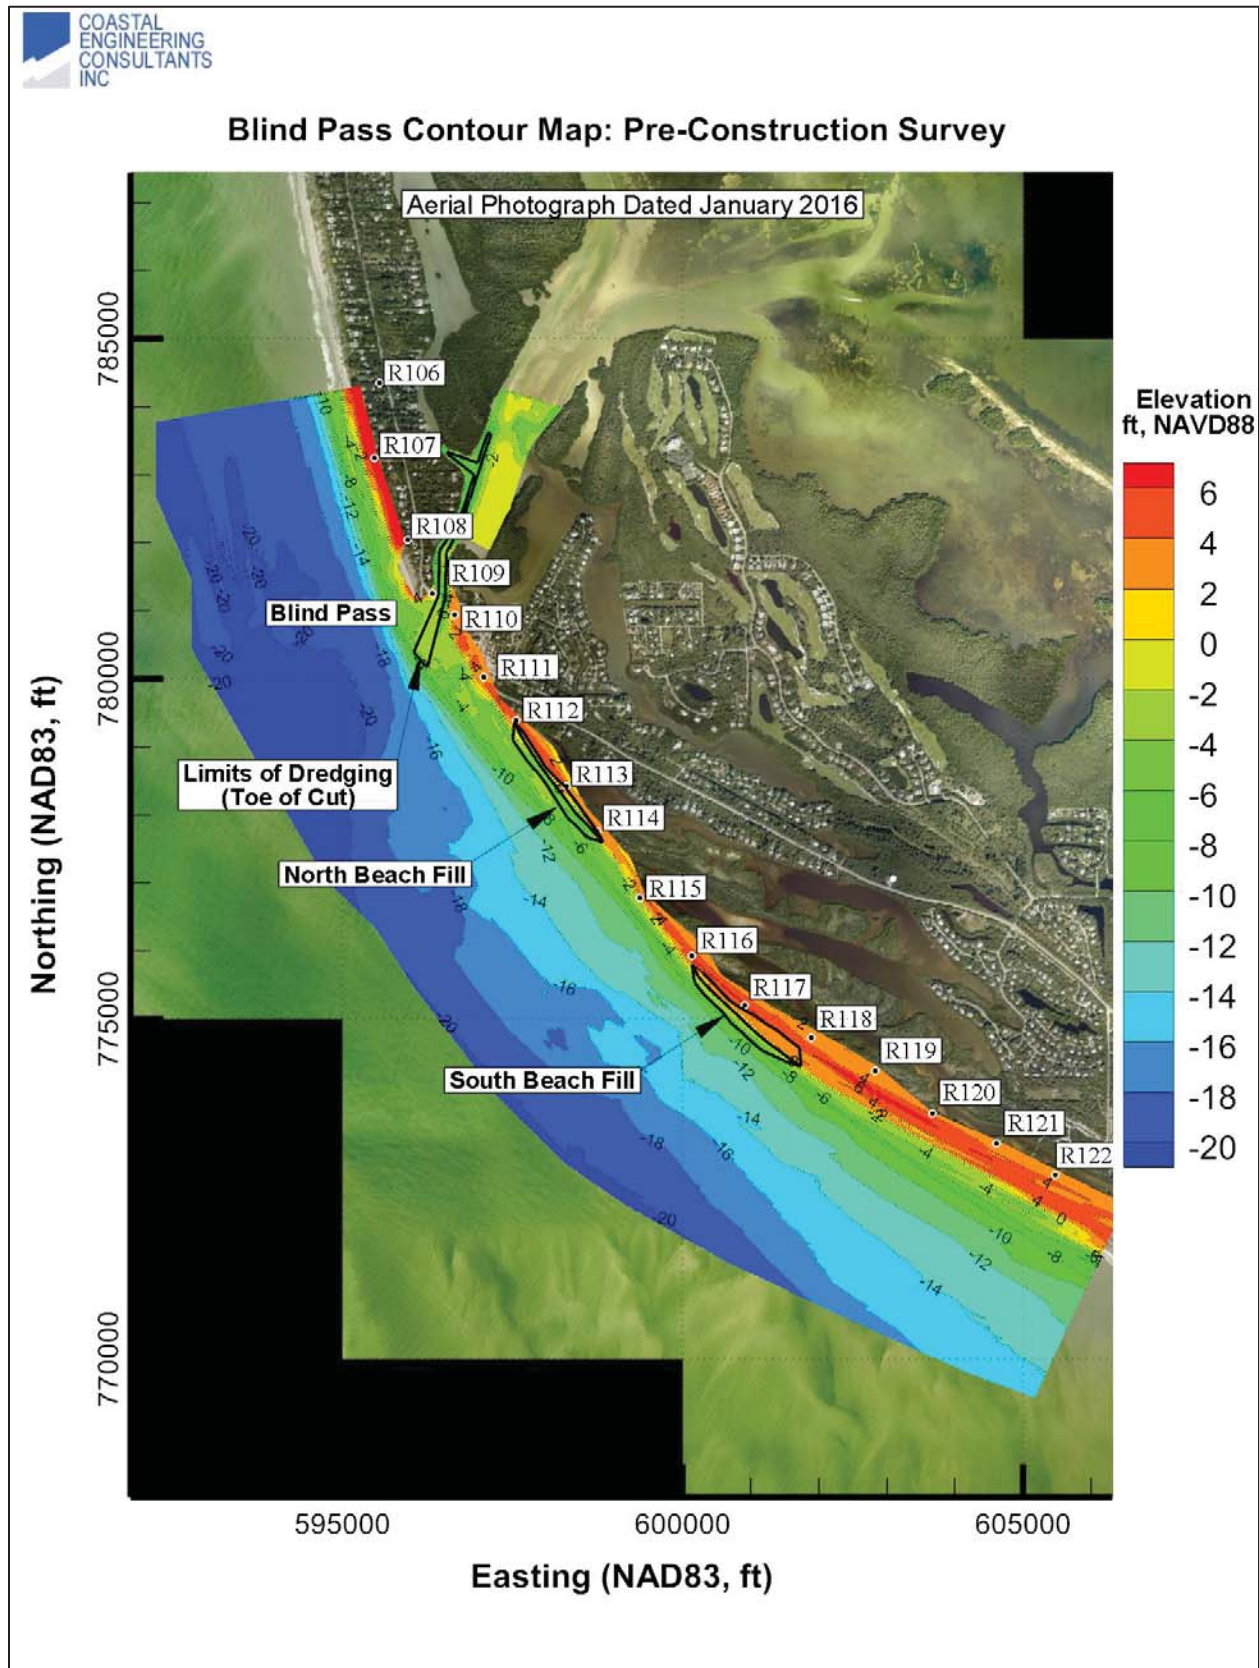 COASTAL
ENGINEERING
CONSULTANTS
INC
Blind Pass Contour Map: Pre-Construction Survey
Aerial Photograph Dated January 2016
R106
R107
R108
R109
R110
R111
R112
R113
R114
R115
R116
R117
R118
R119
R120
R121
R122
Blind Pass
Limits of Dredging
(Toe of Cut)
North Beach Fill
South Beach Fill
Elevation
ft, NAVD88
6
4
2
0
-2
-4
-6
-8
-10
-12
-14
-16
-18
-20
Northing (NAD83, ft)
785000
780000
775000
770000
595000
600000
605000
Easting (NAD83, ft)